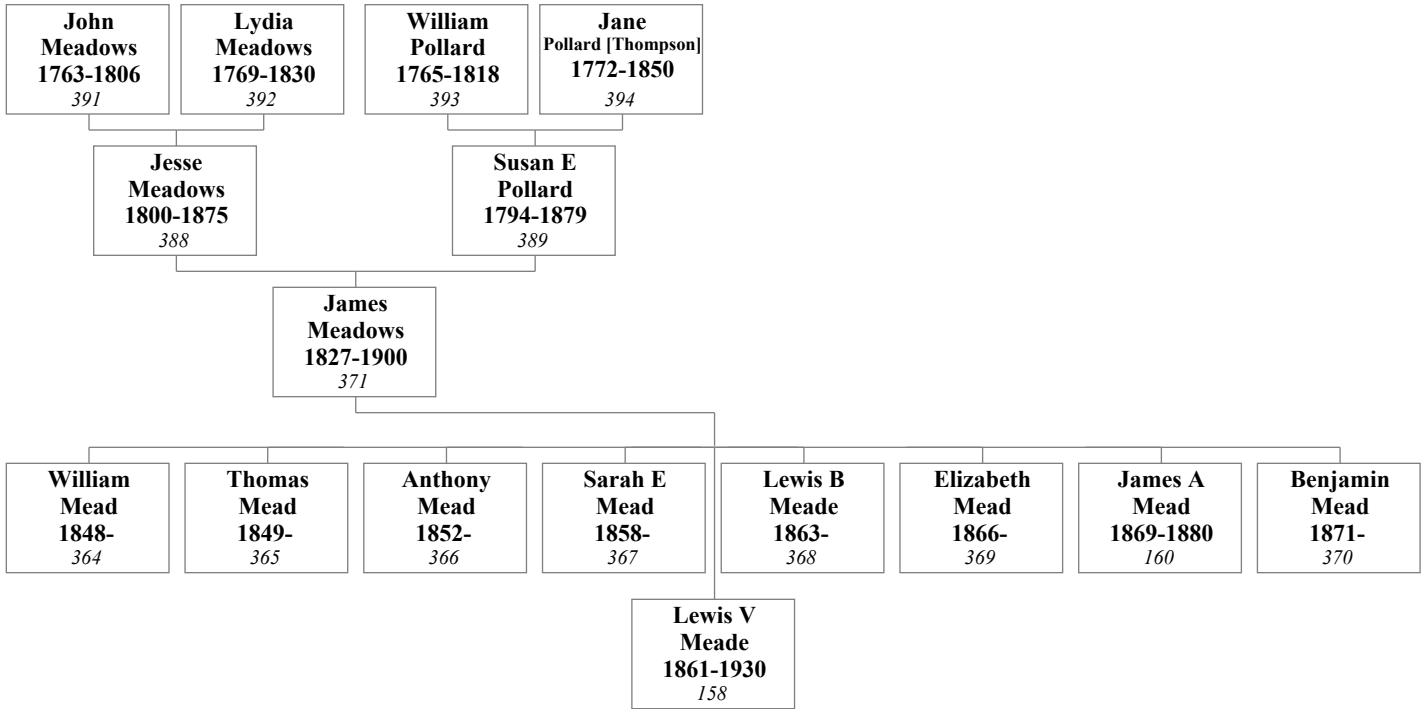 John
Meadows
1763-1806
391
Lydia
Meadows
1769-1830
392
William
Pollard
1765-1818
393
Jane
Pollard [Thompson]
1772-1850
394
Jesse
Meadows
1800-1875
388
Susan E
Pollard
1794-1879
389
James
Meadows
1827-1900
371
William
Mead
1848-
364
Thomas
Mead
1849-
365
Anthony
Mead
1852-
366
Sarah E
Mead
1858-
367
Lewis B
Meade
1863-
368
Elizabeth
Mead
1866-
369
James A
Mead
1869-1880
160
Benjamin
Mead
1871-
370
Lewis V
Meade
1861-1930
158